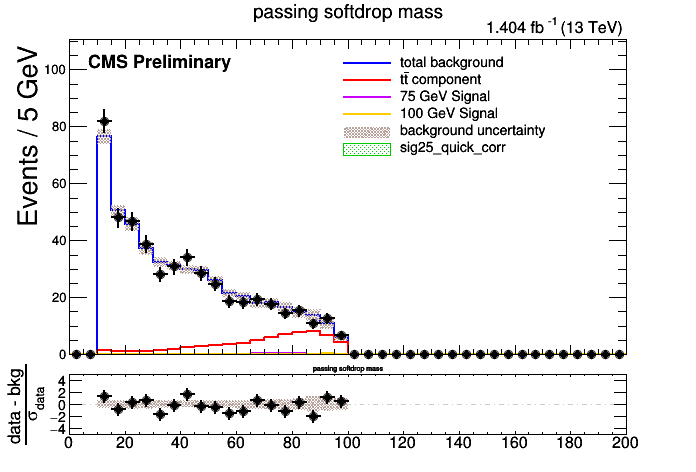 passing softdrop mass
1.404 fb⁻¹ (13 TeV)
CMS Preliminary
total background
tt̄ component
75 GeV Signal
100 GeV Signal
background uncertainty
sig25_quick_corr
Events / 5 GeV
100
80
60
40
20
0
passing softdrop mass
data - bkg
σ data
4
2
0
−2
−4
0 20 40 60 80 100 120 140 160 180 200